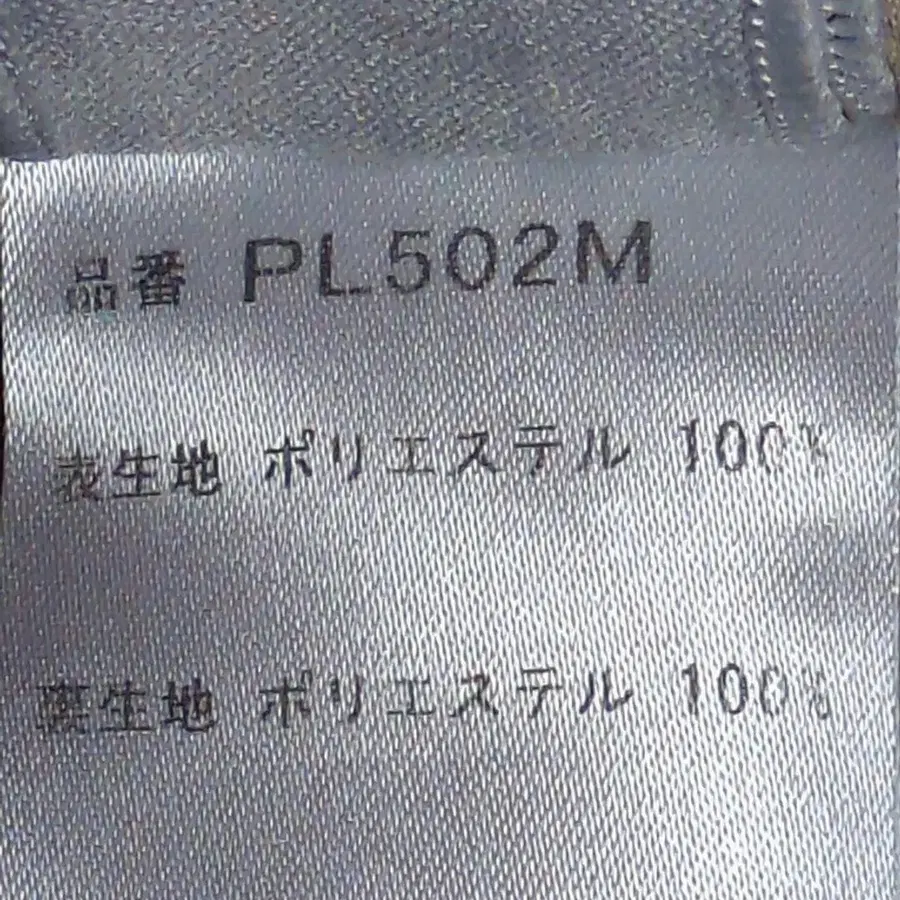 品番 PL502M
表生地 ポリエステル 100%
裏生地 ポリエステル 100%